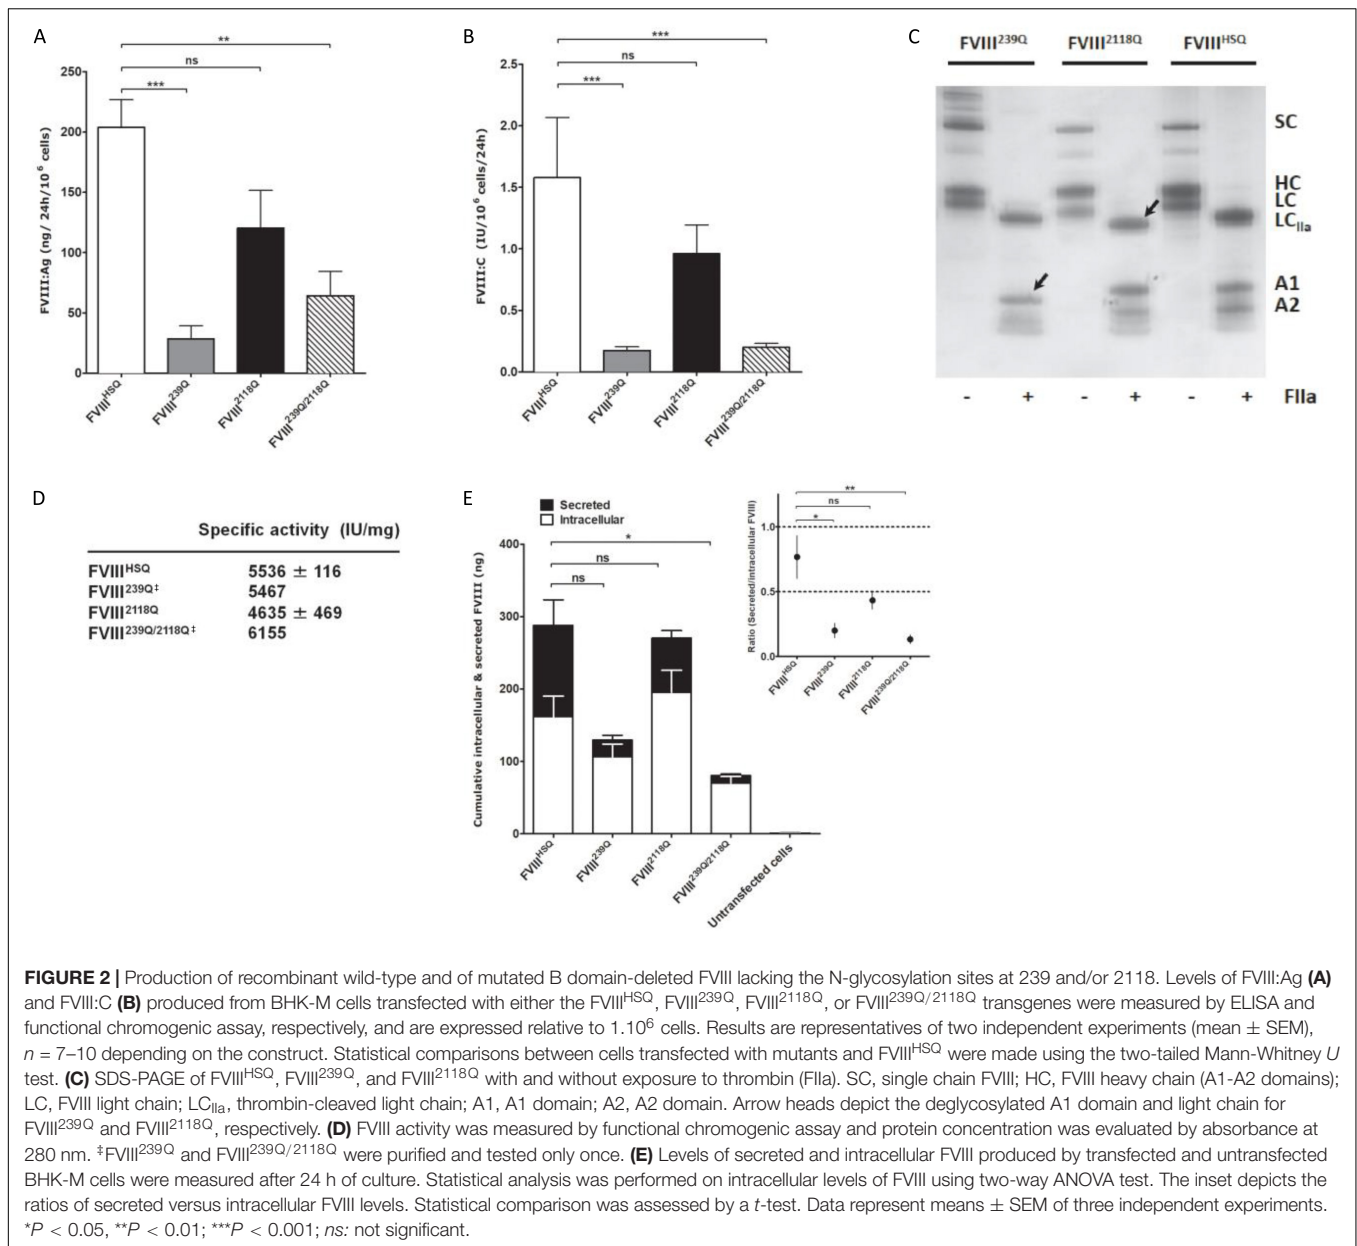 A
**
ns
***
FVIII:Ag (ng/ 24h/10⁶ cells)
250
200
150
100
50
0
FVIII^HSQ
FVIII^239Q
FVIII^2118Q
FVIII^239Q/2118Q
B
***
ns
***
FVIII:C (IU/10⁶ cells/24h)
2.5
2.0
1.5
1.0
0.5
0.0
FVIII^HSQ
FVIII^239Q
FVIII^2118Q
FVIII^239Q/2118Q
C
FVIII^239Q FVIII^2118Q FVIII^HSQ
SC
HC
LC
LC_IIa
A1
A2
- + - + - + FIIa
D
Specific activity (IU/mg)
FVIII^HSQ 5536 ± 116
FVIII^239Q‡ 5467
FVIII^2118Q 4635 ± 469
FVIII^239Q/2118Q‡ 6155
E
Secreted
Intracellular
*
ns
ns
Cumulative intracellular & secreted FVIII (ng)
400
300
200
100
0
FVIII^HSQ
FVIII^239Q
FVIII^2118Q
FVIII^239Q/2118Q
Untransfected cells
**
ns
*
Ratio (Secreted/intracellular FVIII)
1.0
0.5
0.0
FVIII^HSQ
FVIII^239Q
FVIII^2118Q
FVIII^239Q/2118Q
FIGURE 2 | Production of recombinant wild-type and of mutated B domain-deleted FVIII lacking the N-glycosylation sites at 239 and/or 2118. Levels of FVIII:Ag (A)
and FVIII:C (B) produced from BHK-M cells transfected with either the FVIII^HSQ, FVIII^239Q, FVIII^2118Q, or FVIII^239Q/2118Q transgenes were measured by ELISA and
functional chromogenic assay, respectively, and are expressed relative to 1.10⁶ cells. Results are representatives of two independent experiments (mean ± SEM),
n = 7–10 depending on the construct. Statistical comparisons between cells transfected with mutants and FVIII^HSQ were made using the two-tailed Mann-Whitney U
test. (C) SDS-PAGE of FVIII^HSQ, FVIII^239Q, and FVIII^2118Q with and without exposure to thrombin (FIIa). SC, single chain FVIII; HC, FVIII heavy chain (A1-A2 domains);
LC, FVIII light chain; LC_IIa, thrombin-cleaved light chain; A1, A1 domain; A2, A2 domain. Arrow heads depict the deglycosylated A1 domain and light chain for
FVIII^239Q and FVIII^2118Q, respectively. (D) FVIII activity was measured by functional chromogenic assay and protein concentration was evaluated by absorbance at
280 nm. ‡FVIII^239Q and FVIII^239Q/2118Q were purified and tested only once. (E) Levels of secreted and intracellular FVIII produced by transfected and untransfected
BHK-M cells were measured after 24 h of culture. Statistical analysis was performed on intracellular levels of FVIII using two-way ANOVA test. The inset depicts the
ratios of secreted versus intracellular FVIII levels. Statistical comparison was assessed by a t-test. Data represent means ± SEM of three independent experiments.
*P < 0.05, **P < 0.01; ***P < 0.001; ns: not significant.